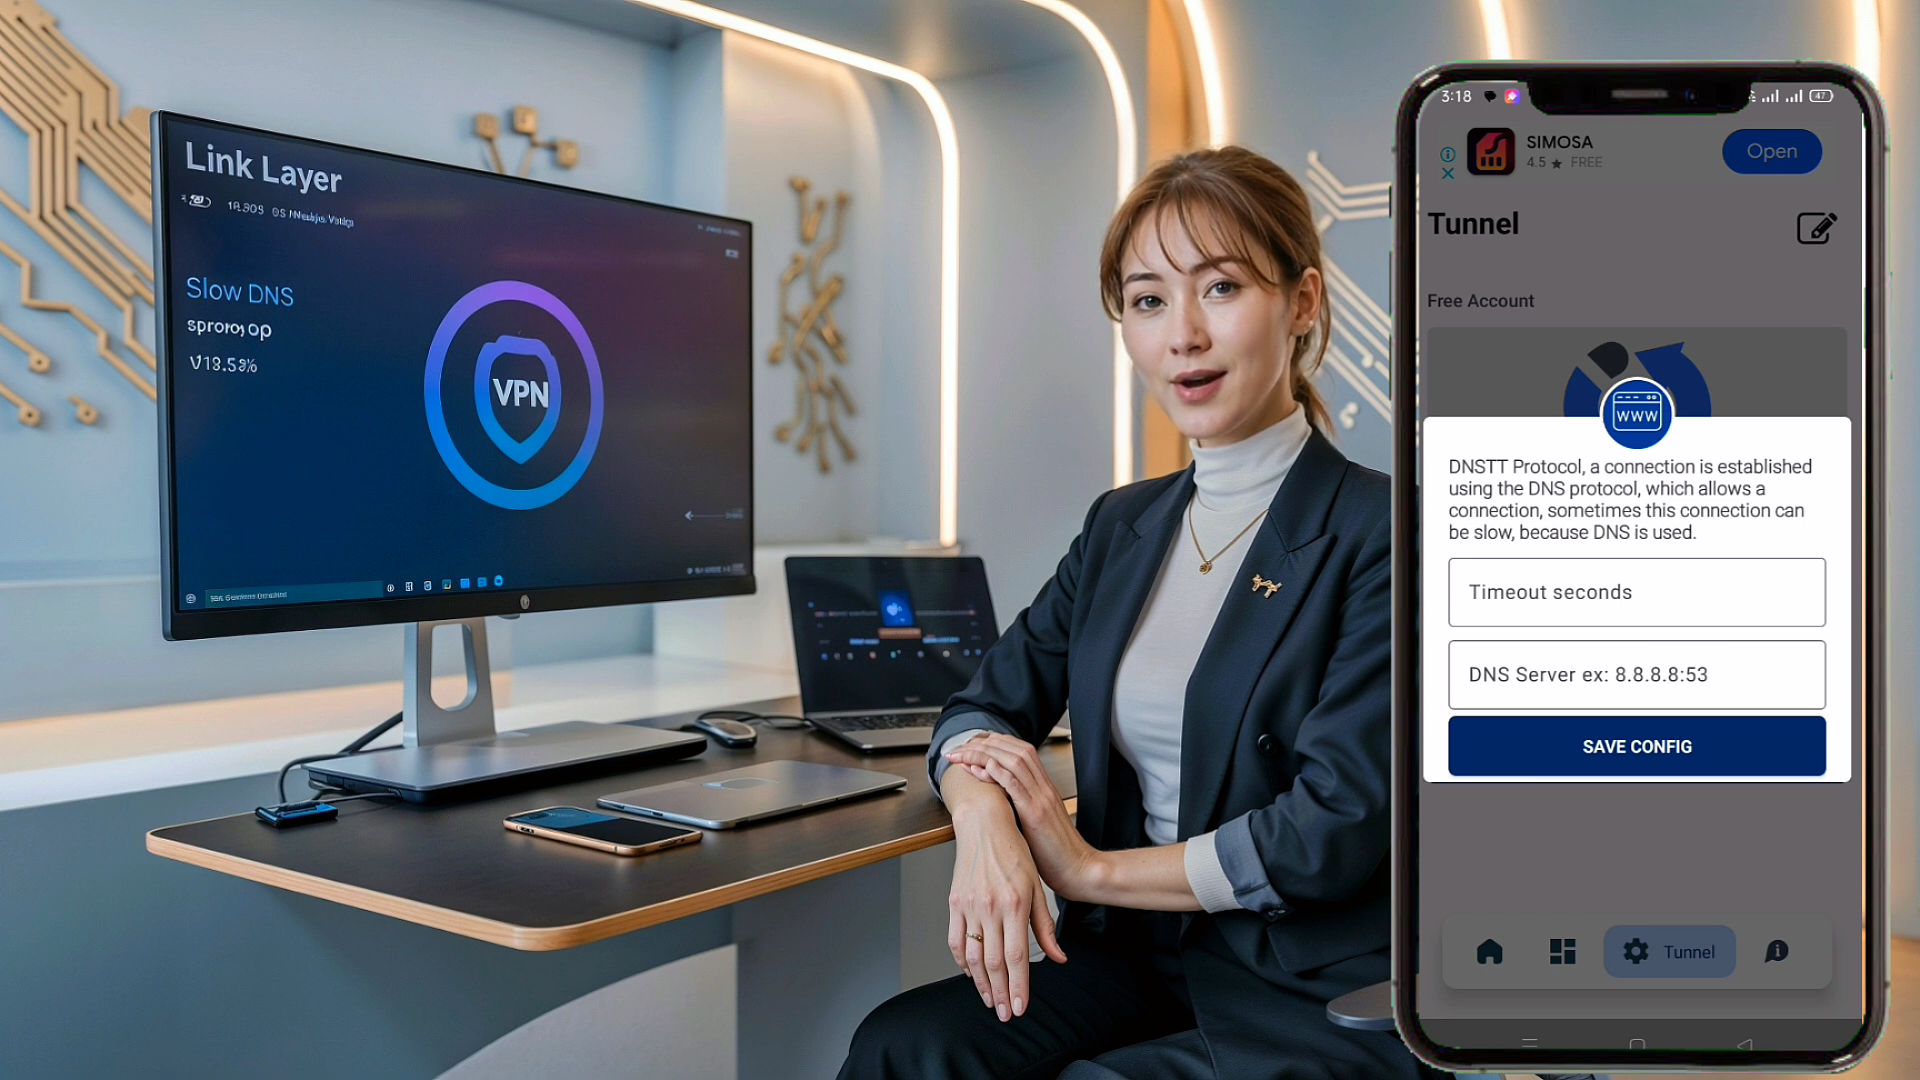 Link Layer
Slow DNS
VPN
3:18
47
SIMOSA
4.5 ★ FREE
Open
Tunnel
Free Account
WWW
DNSTT Protocol, a connection is established
using the DNS protocol, which allows a
connection, sometimes this connection can
be slow, because DNS is used.
Timeout seconds
DNS Server ex: 8.8.8.8:53
SAVE CONFIG
Tunnel